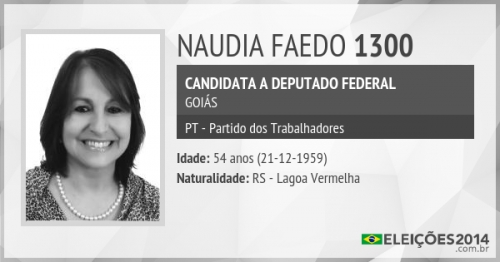 NAUDIA FAEDO 1300
CANDIDATA A DEPUTADO FEDERAL
GOIÁS
PT - Partido dos Trabalhadores
Idade: 54 anos (21-12-1959)
Naturalidade: RS - Lagoa Vermelha
ELEIÇÕES2014
.com.br